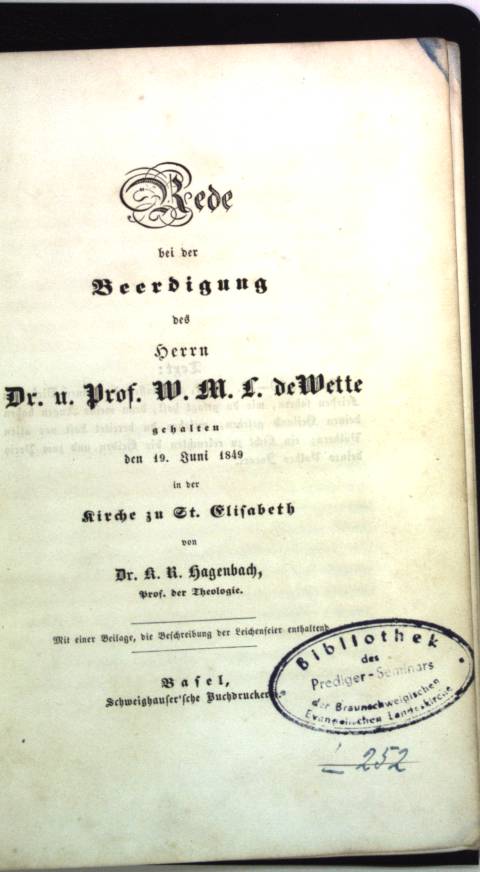 Rede
bei der
Beerdigung
des
Herrn
Dr. u. Prof. W. M. L. deWette
gehalten
den 19. Juni 1849
in der
Kirche zu St. Elisabeth
von
Dr. K. R. Hagenbach,
Prof. der Theologie.
Mit einer Beilage, die Beschreibung der Leichenfeier enthaltend.
Basel,
Schweighauser'sche Buchdruckerei
Bibliothek
des
Prediger-Seminars
der Braunschweigischen
Evangelischen Landeskirche
252